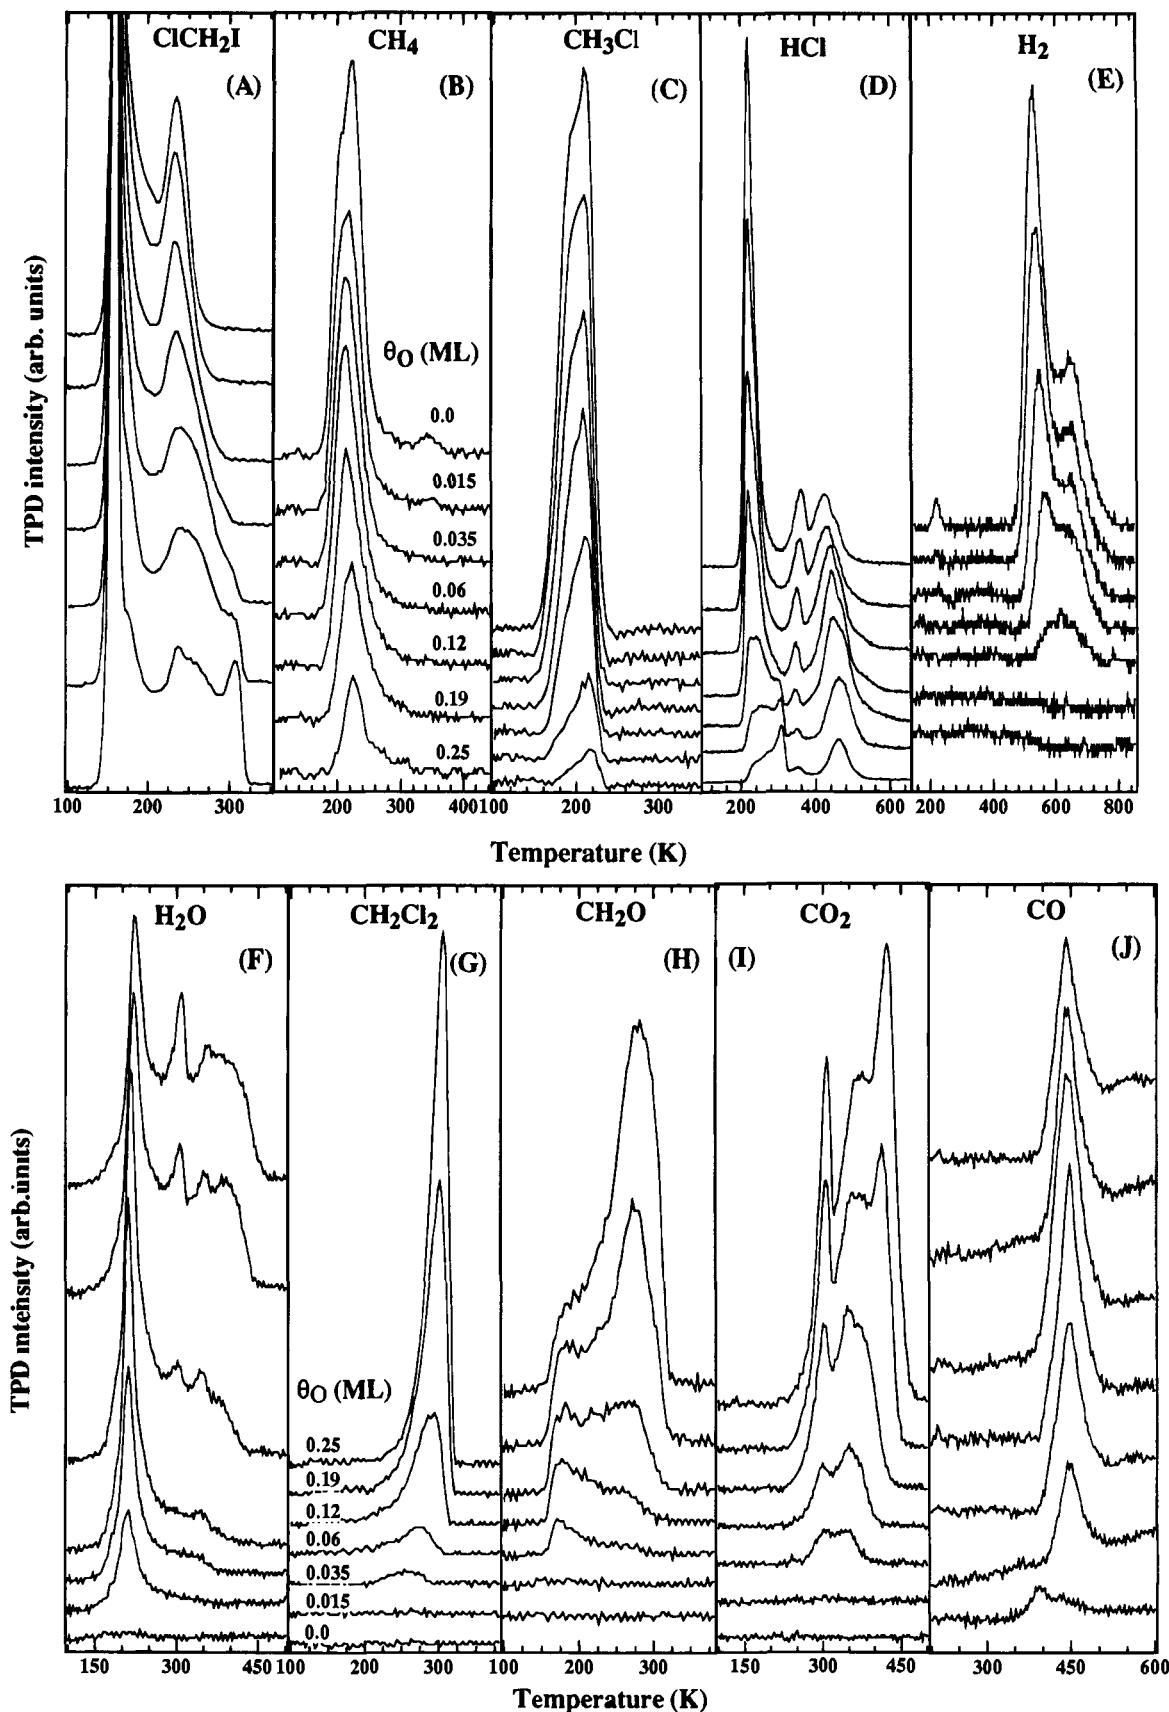 ClCH2I
CH4
CH3Cl
HCl
H2
(A)
(B)
(C)
(D)
(E)
θO (ML)
0.0
0.015
0.035
0.06
0.12
0.19
0.25
TPD intensity (arb. units)
100 200 300
200 300 400
100 200 300
200 400 600
200 400 600 800
Temperature (K)
H2O
CH2Cl2
CH2O
CO2
CO
(F)
(G)
(H)
(I)
(J)
θO (ML)
0.25
0.19
0.12
0.06
0.035
0.015
0.0
TPD intensity (arb.units)
150 300 450
100 200 300
100 200 300
150 300 450
300 450 600
Temperature (K)